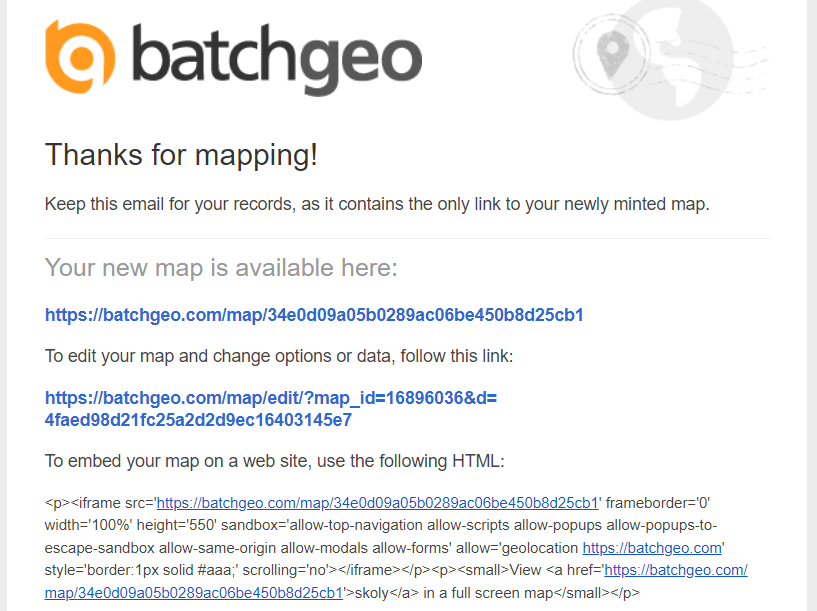 batchgeo
Thanks for mapping!
Keep this email for your records, as it contains the only link to your newly minted map.
Your new map is available here:
https://batchgeo.com/map/34e0d09a05b0289ac06be450b8d25cb1
To edit your map and change options or data, follow this link:
https://batchgeo.com/map/edit/?map_id=16896036&d=
4faed98d21fc25a2d2d9ec16403145e7
To embed your map on a web site, use the following HTML:
<p><iframe src='https://batchgeo.com/map/34e0d09a05b0289ac06be450b8d25cb1' frameborder='0'
width='100%' height='550' sandbox='allow-top-navigation allow-scripts allow-popups allow-popups-to-
escape-sandbox allow-same-origin allow-modals allow-forms' allow='geolocation https://batchgeo.com'
style='border:1px solid #aaa;' scrolling='no'></iframe></p><p><small>View <a href='https://batchgeo.com/
map/34e0d09a05b0289ac06be450b8d25cb1'>skoly</a> in a full screen map</small></p>